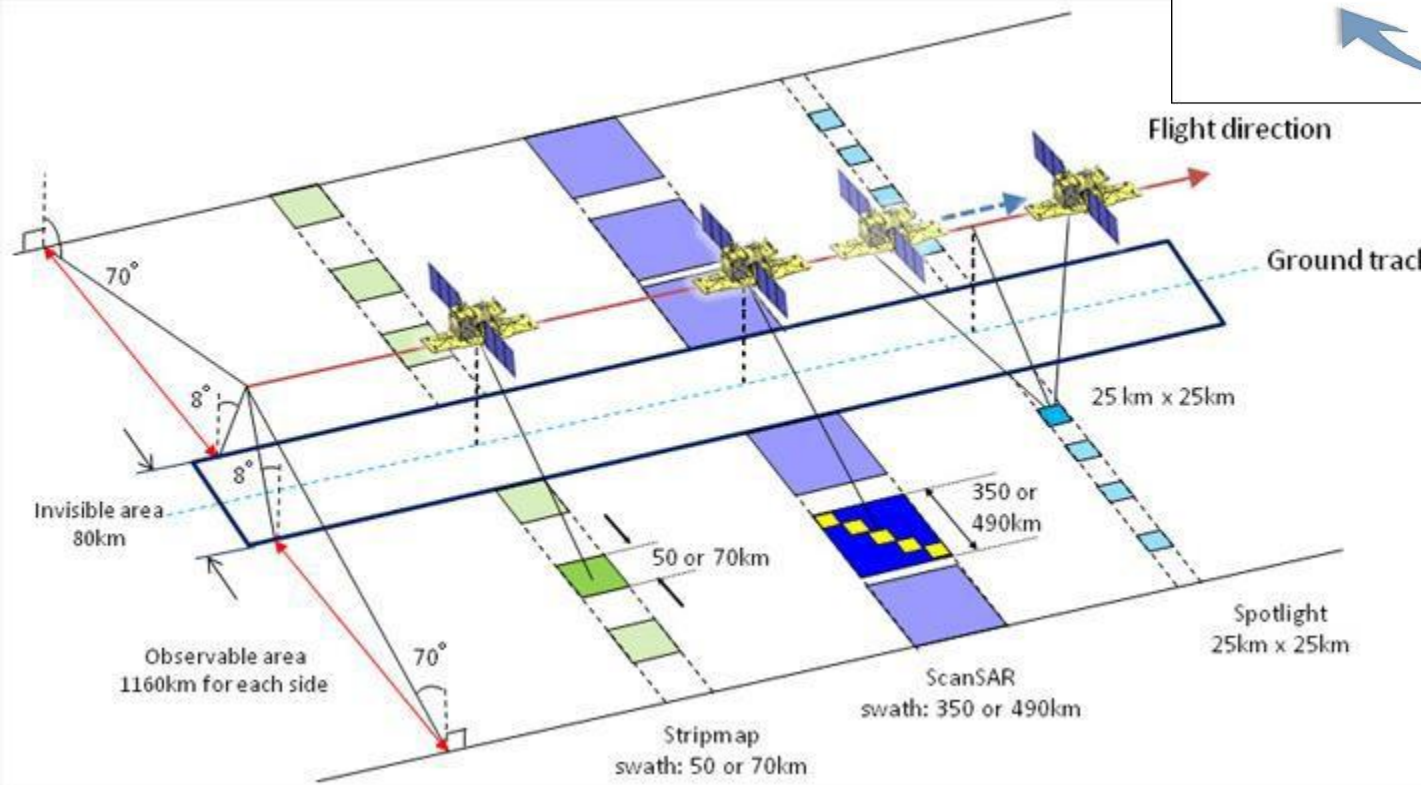 Flight direction
Ground track
70°
8°
8°
25 km x 25km
Invisible area
80km
350 or
490km
50 or 70km
Observable area
1160km for each side
70°
Spotlight
25km x 25km
ScanSAR
swath: 350 or 490km
Stripmap
swath: 50 or 70km